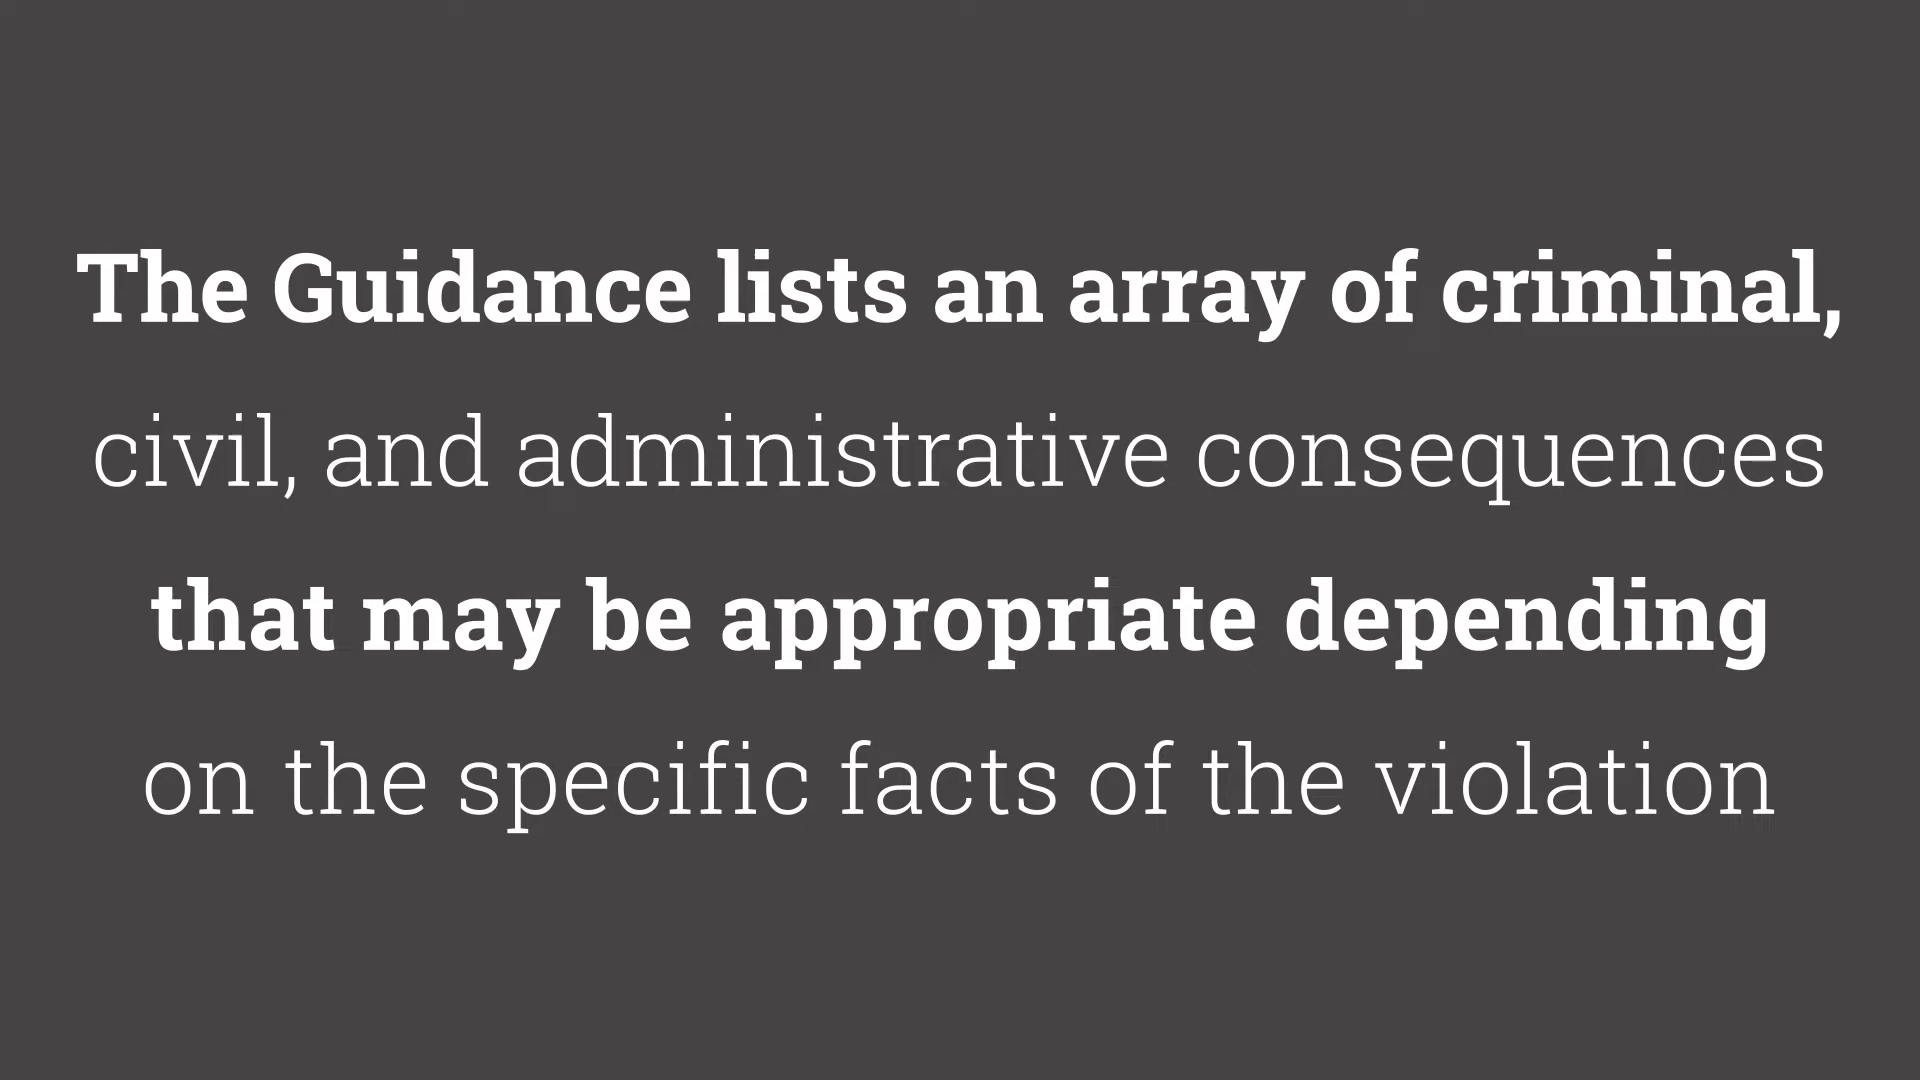 The Guidance lists an array of criminal,
civil, and administrative consequences
that may be appropriate depending
on the specific facts of the violation